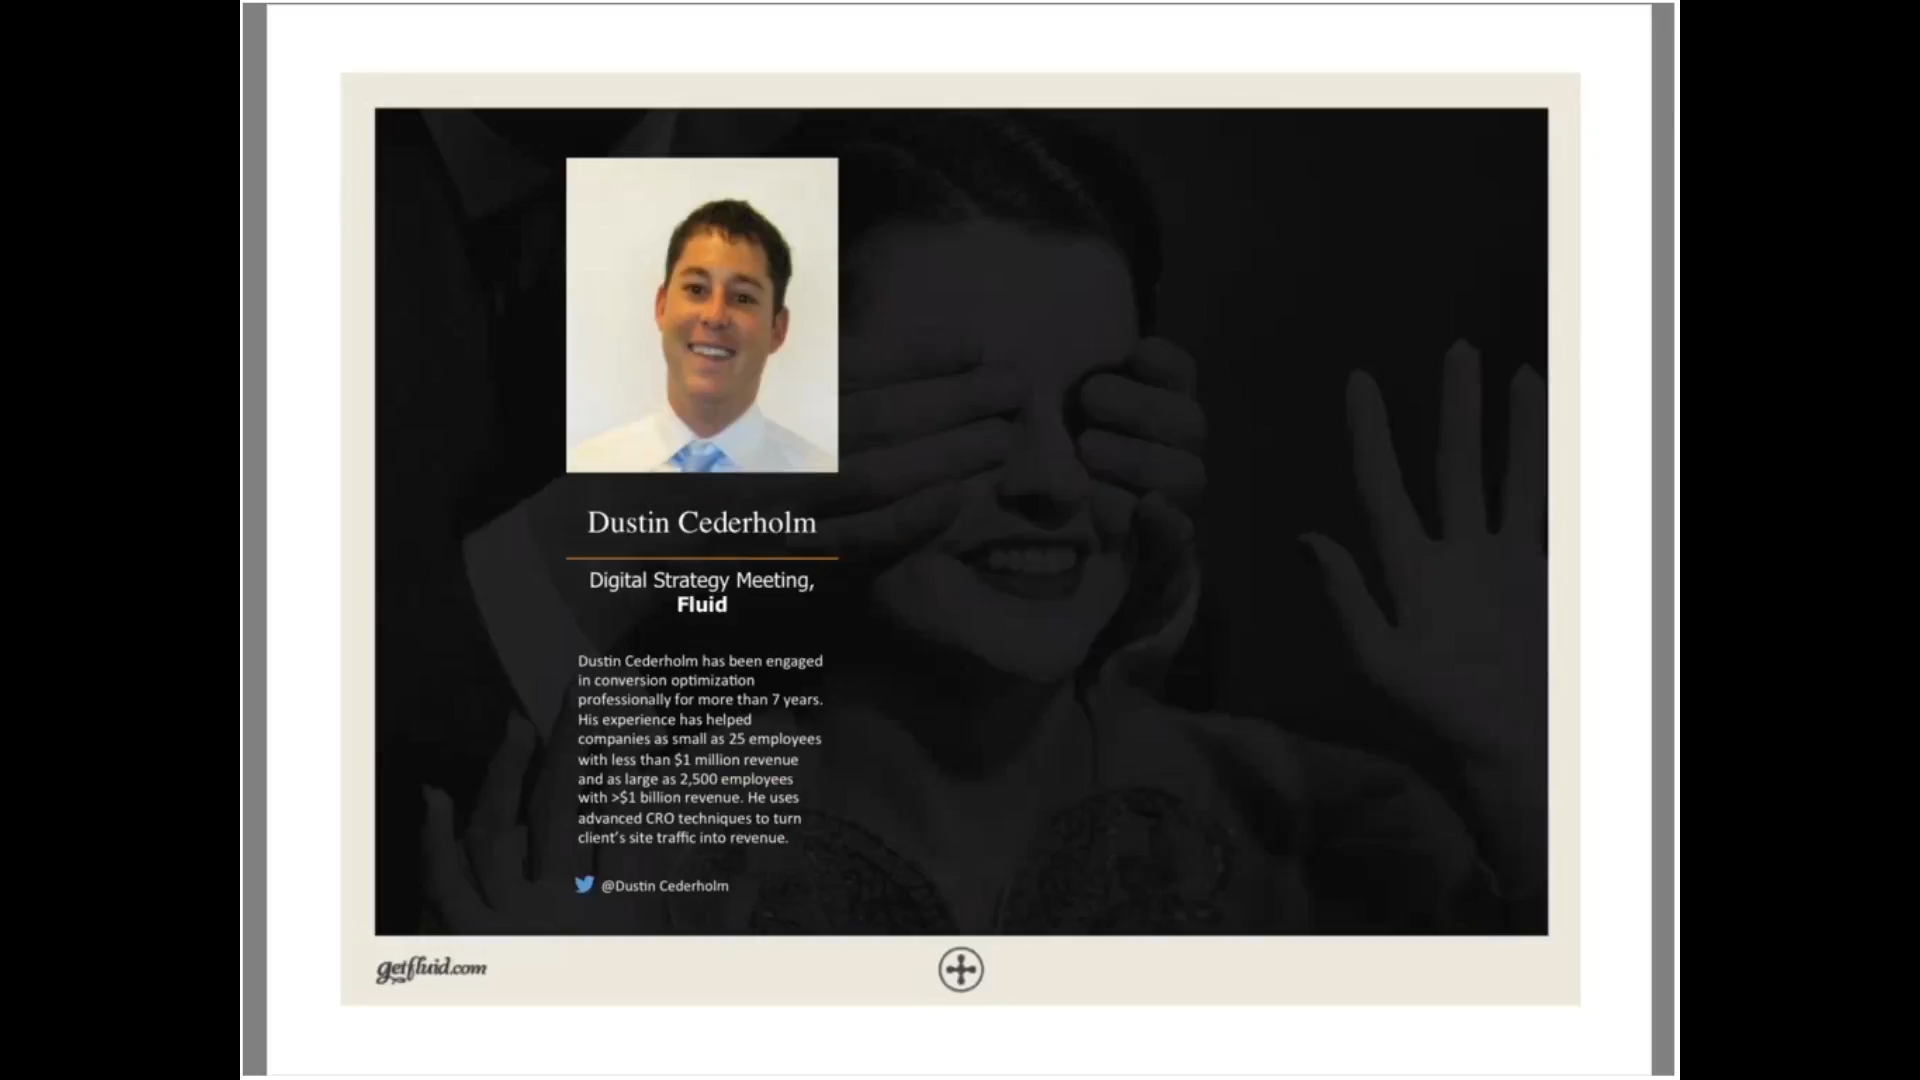 Dustin Cederholm
Digital Strategy Meeting,
Fluid
Dustin Cederholm has been engaged
in conversion optimization
professionally for more than 7 years.
His experience has helped
companies as small as 25 employees
with less than $1 million revenue
and as large as 2,500 employees
with >$1 billion revenue. He uses
advanced CRO techniques to turn
client's site traffic into revenue.
@Dustin Cederholm
getfluid.com